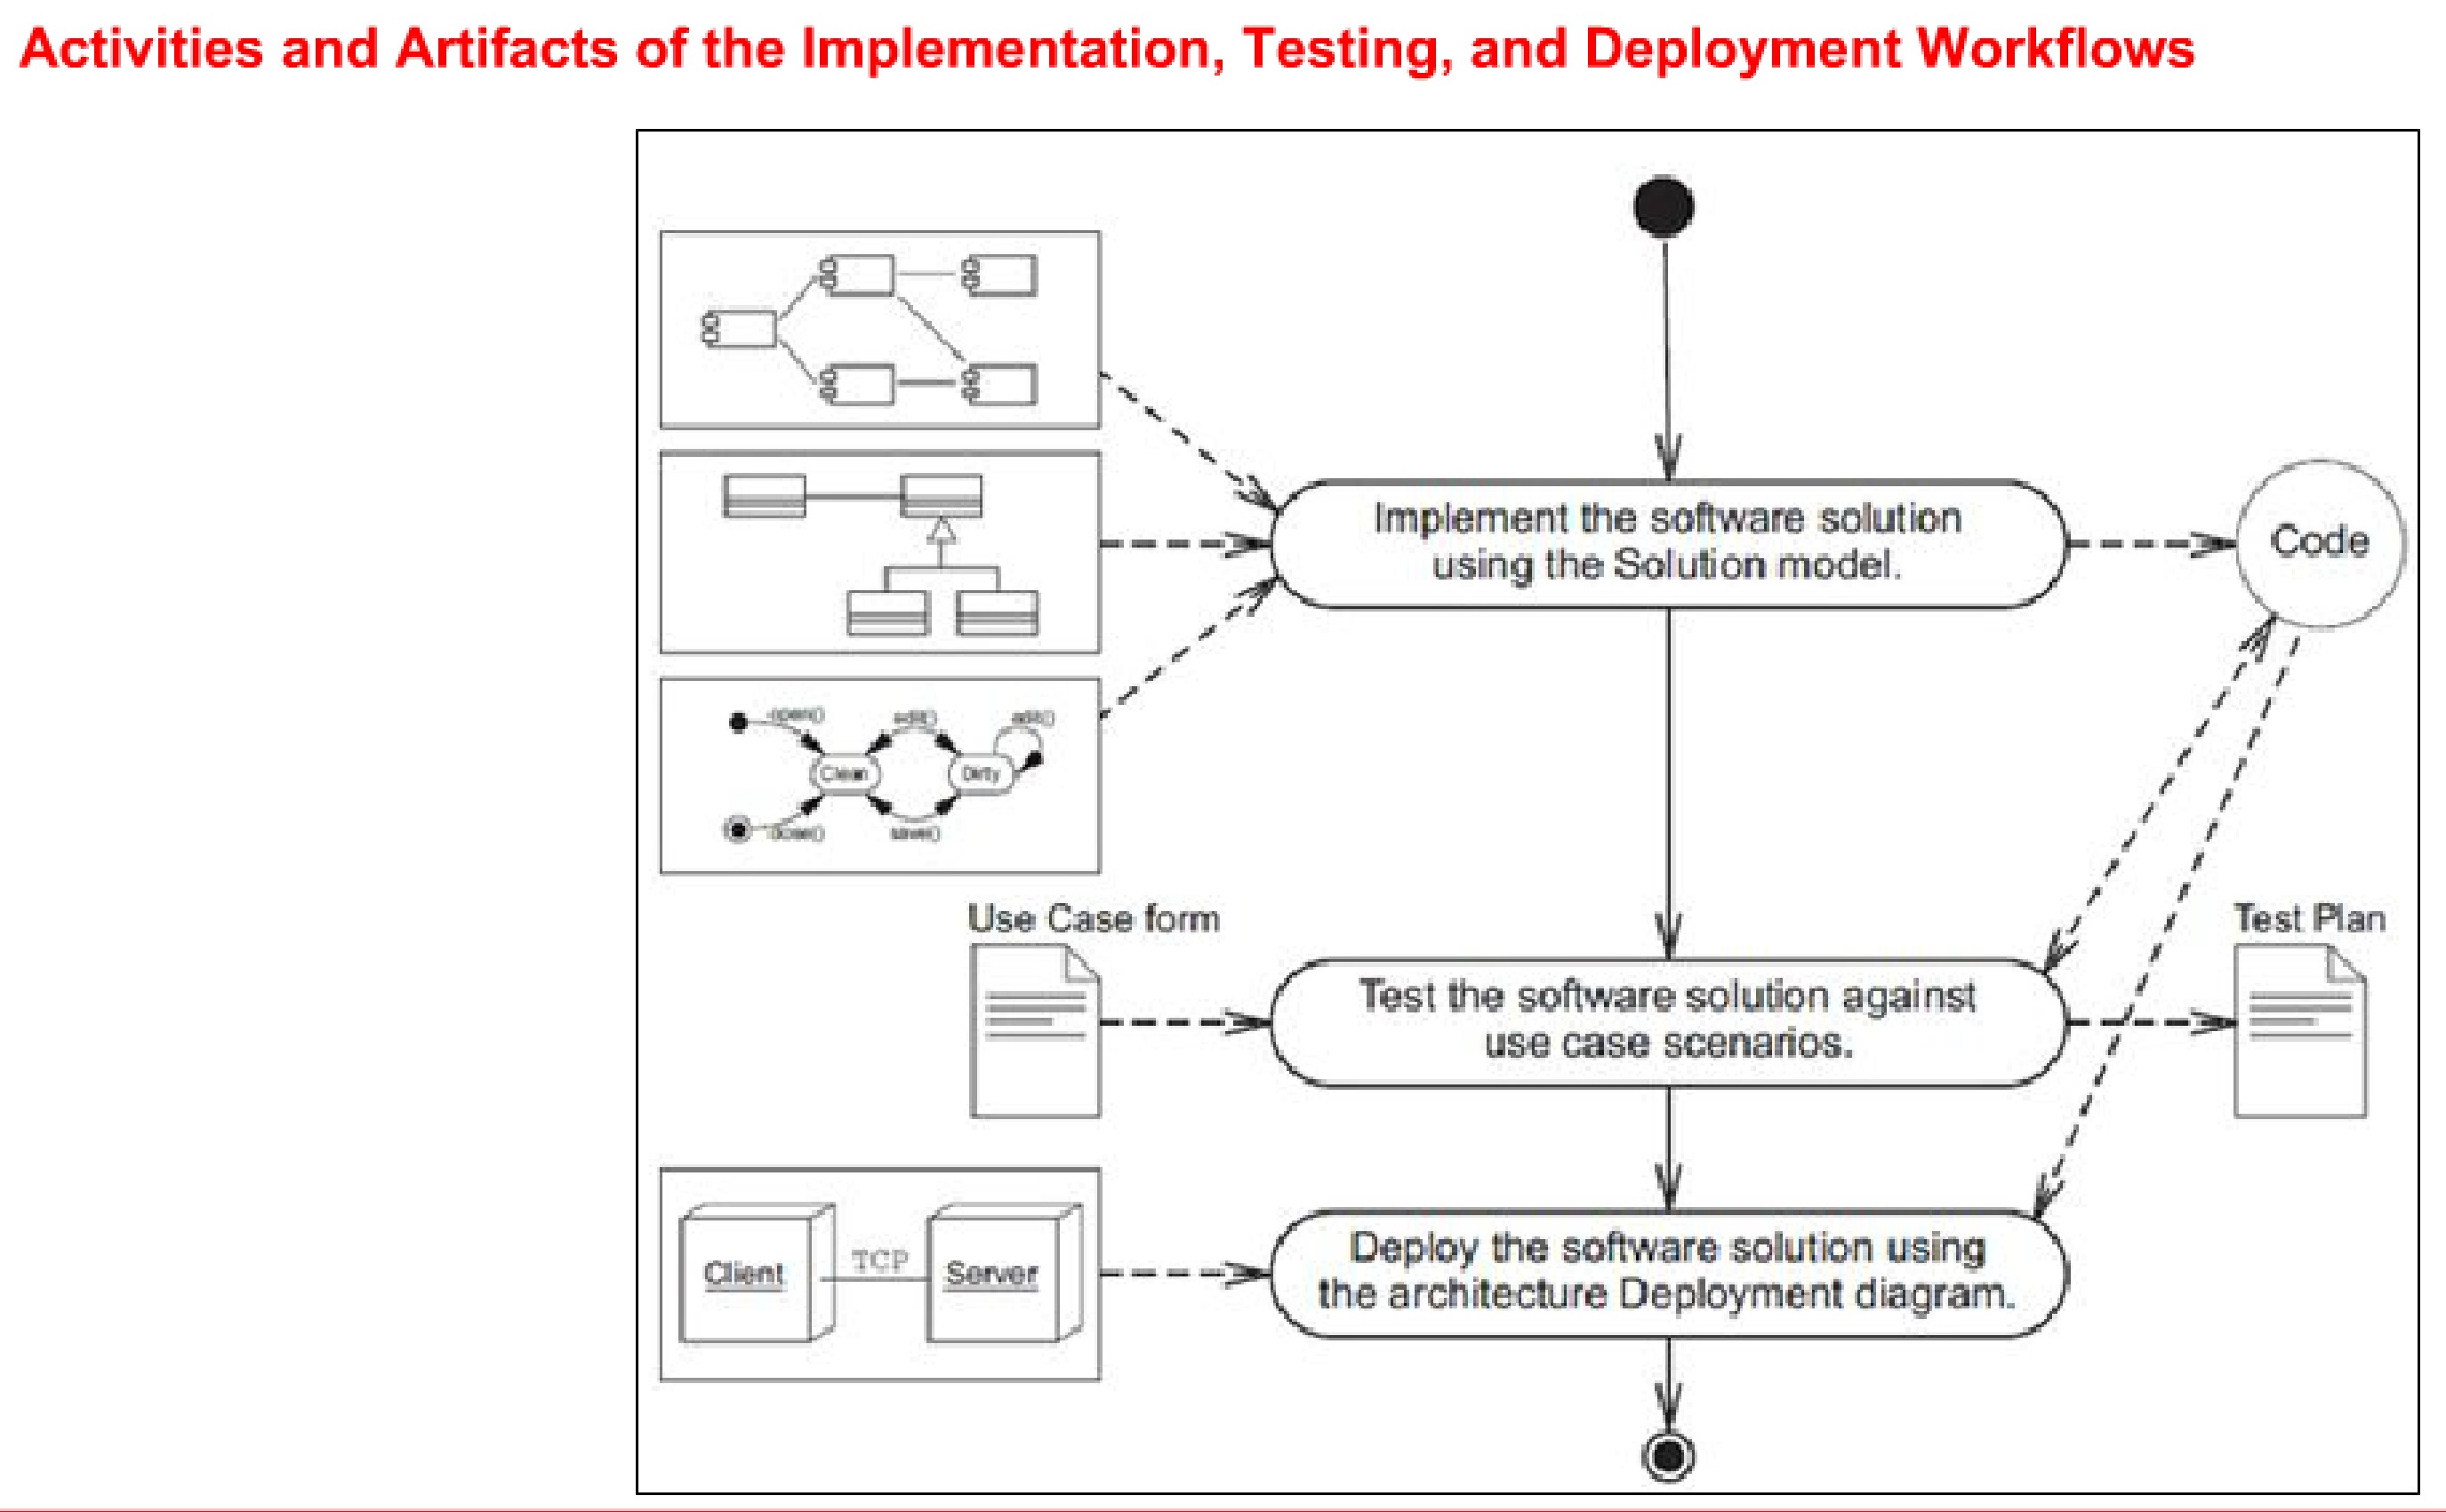 Activities and Artifacts of the Implementation, Testing, and Deployment Workflows
Implement the software solution
using the Solution model.
Code
open()
edit()
edit()
Clean
Dirty
close()
save()
Use Case form
Test Plan
Test the software solution against
use case scenarios.
Client
TCP
Server
Deploy the software solution using
the architecture Deployment diagram.